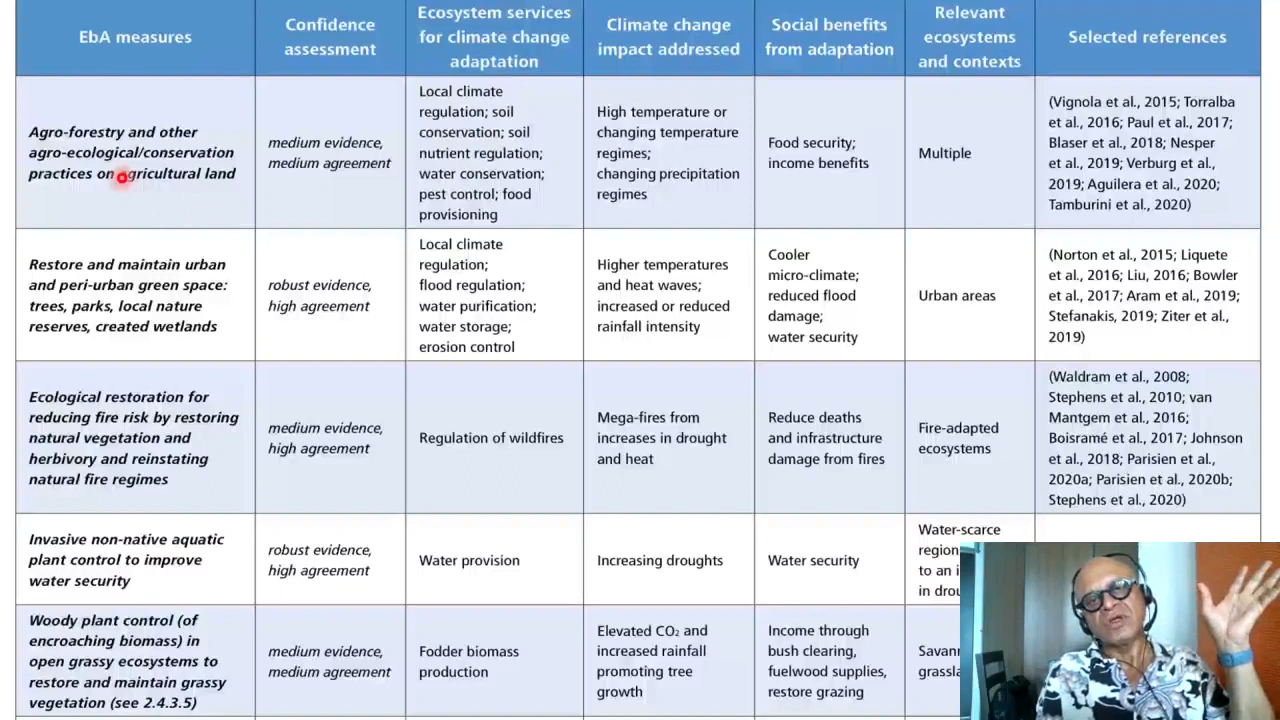 EbA measures
Confidence
assessment
Ecosystem services
for climate change
adaptation
Climate change
impact addressed
Social benefits
from adaptation
Relevant
ecosystems
and contexts
Selected references
Agro-forestry and other
agro-ecological/conservation
practices on agricultural land
medium evidence,
medium agreement
Local climate
regulation; soil
conservation; soil
nutrient regulation;
water conservation;
pest control; food
provisioning
High temperature or
changing temperature
regimes;
changing precipitation
regimes
Food security;
income benefits
Multiple
(Vignola et al., 2015; Torralba
et al., 2016; Paul et al., 2017;
Blaser et al., 2018; Nesper
et al., 2019; Verburg et al.,
2019; Aguilera et al., 2020;
Tamburini et al., 2020)
Restore and maintain urban
and peri-urban green space:
trees, parks, local nature
reserves, created wetlands
robust evidence,
high agreement
Local climate
regulation;
flood regulation;
water purification;
water storage;
erosion control
Higher temperatures
and heat waves;
increased or reduced
rainfall intensity
Cooler
micro-climate;
reduced flood
damage;
water security
Urban areas
(Norton et al., 2015; Liquete
et al., 2016; Liu, 2016; Bowler
et al., 2017; Aram et al., 2019;
Stefanakis, 2019; Ziter et al.,
2019)
Ecological restoration for
reducing fire risk by restoring
natural vegetation and
herbivory and reinstating
natural fire regimes
medium evidence,
high agreement
Regulation of wildfires
Mega-fires from
increases in drought
and heat
Reduce deaths
and infrastructure
damage from fires
Fire-adapted
ecosystems
(Waldram et al., 2008;
Stephens et al., 2010; van
Mantgem et al., 2016;
Boisramé et al., 2017; Johnson
et al., 2018; Parisien et al.,
2020a; Parisien et al., 2020b;
Stephens et al., 2020)
Invasive non-native aquatic
plant control to improve
water security
robust evidence,
high agreement
Water provision
Increasing droughts
Water security
Water-scarce
to an
in
Woody plant control (of
encroaching biomass) in
open grassy ecosystems to
restore and maintain grassy
vegetation (see 2.4.3.5)
medium evidence,
medium agreement
Fodder biomass
production
Elevated CO₂ and
increased rainfall
promoting tree
growth
Income through
bush clearing,
fuelwood supplies,
restore grazing